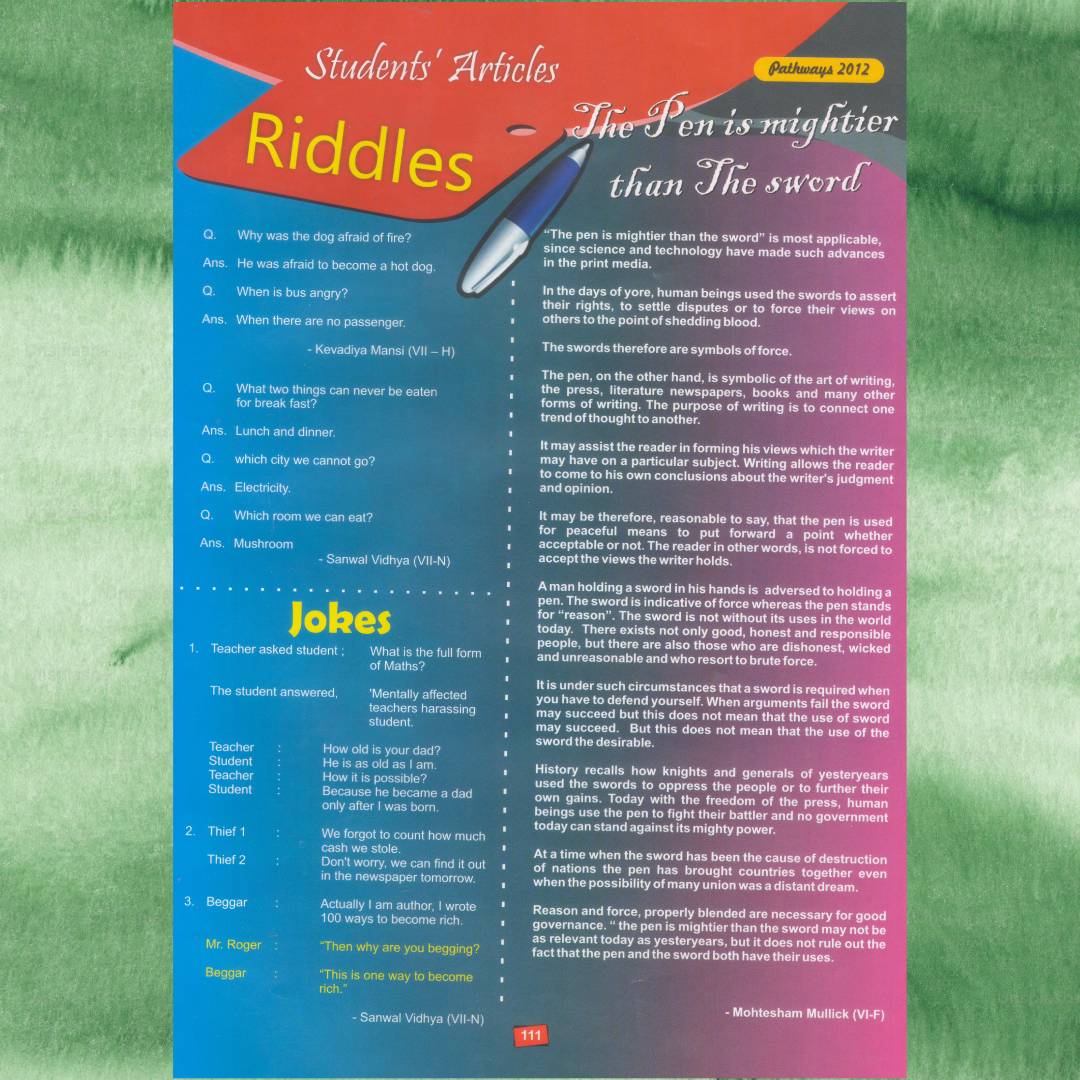 Students' Articles
Pathways 2012
Riddles
Q. Why was the dog afraid of fire?
Ans. He was afraid to become a hot dog.
Q. When is bus angry?
Ans. When there are no passenger.
- Kevadiya Mansi (VII – H)
Q. What two things can never be eaten
for break fast?
Ans. Lunch and dinner.
Q. which city we cannot go?
Ans. Electricity.
Q. Which room we can eat?
Ans. Mushroom
- Sanwal Vidhya (VII-N)
Jokes
1. Teacher asked student ; What is the full form
of Maths?
The student answered, 'Mentally affected
teachers harassing
student.
Teacher : How old is your dad?
Student : He is as old as I am.
Teacher : How it is possible?
Student : Because he became a dad
only after I was born.
2. Thief 1 : We forgot to count how much
cash we stole.
Thief 2 : Don't worry, we can find it out
in the newspaper tomorrow.
3. Beggar : Actually I am author, I wrote
100 ways to become rich.
Mr. Roger : "Then why are you begging?
Beggar : "This is one way to become
rich."
- Sanwal Vidhya (VII-N)
The Pen is mightier
than The sword
"The pen is mightier than the sword" is most applicable,
since science and technology have made such advances
in the print media.
In the days of yore, human beings used the swords to assert
their rights, to settle disputes or to force their views on
others to the point of shedding blood.
The swords therefore are symbols of force.
The pen, on the other hand, is symbolic of the art of writing,
the press, literature newspapers, books and many other
forms of writing. The purpose of writing is to connect one
trend of thought to another.
It may assist the reader in forming his views which the writer
may have on a particular subject. Writing allows the reader
to come to his own conclusions about the writer's judgment
and opinion.
It may be therefore, reasonable to say, that the pen is used
for peaceful means to put forward a point whether
acceptable or not. The reader in other words, is not forced to
accept the views the writer holds.
A man holding a sword in his hands is adversed to holding a
pen. The sword is indicative of force whereas the pen stands
for "reason". The sword is not without its uses in the world
today. There exists not only good, honest and responsible
people, but there are also those who are dishonest, wicked
and unreasonable and who resort to brute force.
It is under such circumstances that a sword is required when
you have to defend yourself. When arguments fail the sword
may succeed but this does not mean that the use of sword
may succeed. But this does not mean that the use of the
sword the desirable.
History recalls how knights and generals of yesteryears
used the swords to oppress the people or to further their
own gains. Today with the freedom of the press, human
beings use the pen to fight their battler and no government
today can stand against its mighty power.
At a time when the sword has been the cause of destruction
of nations the pen has brought countries together even
when the possibility of many union was a distant dream.
Reason and force, properly blended are necessary for good
governance. " the pen is mightier than the sword may not be
as relevant today as yesteryears, but it does not rule out the
fact that the pen and the sword both have their uses.
- Mohtesham Mullick (VI-F)
111